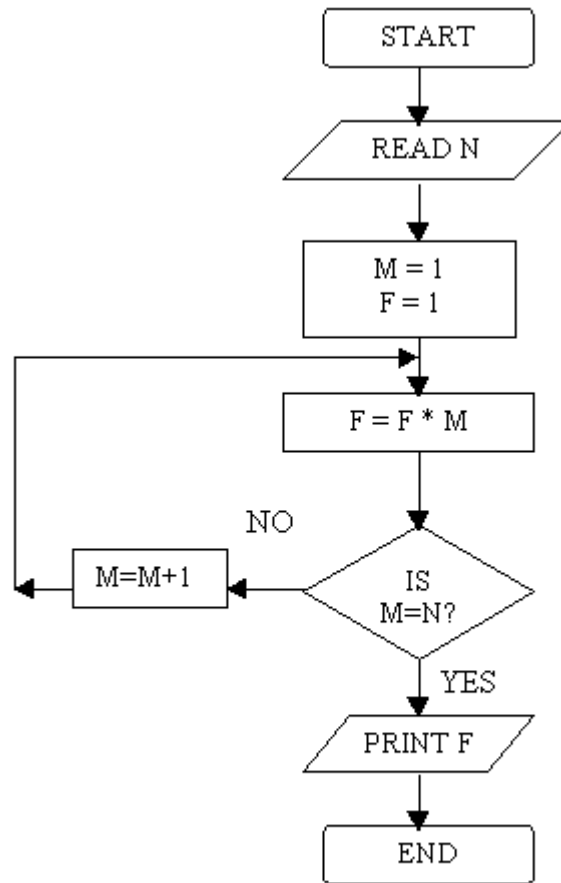 START
READ N
M = 1
F = 1
F = F * M
NO
M=M+1
IS
M=N?
YES
PRINT F
END